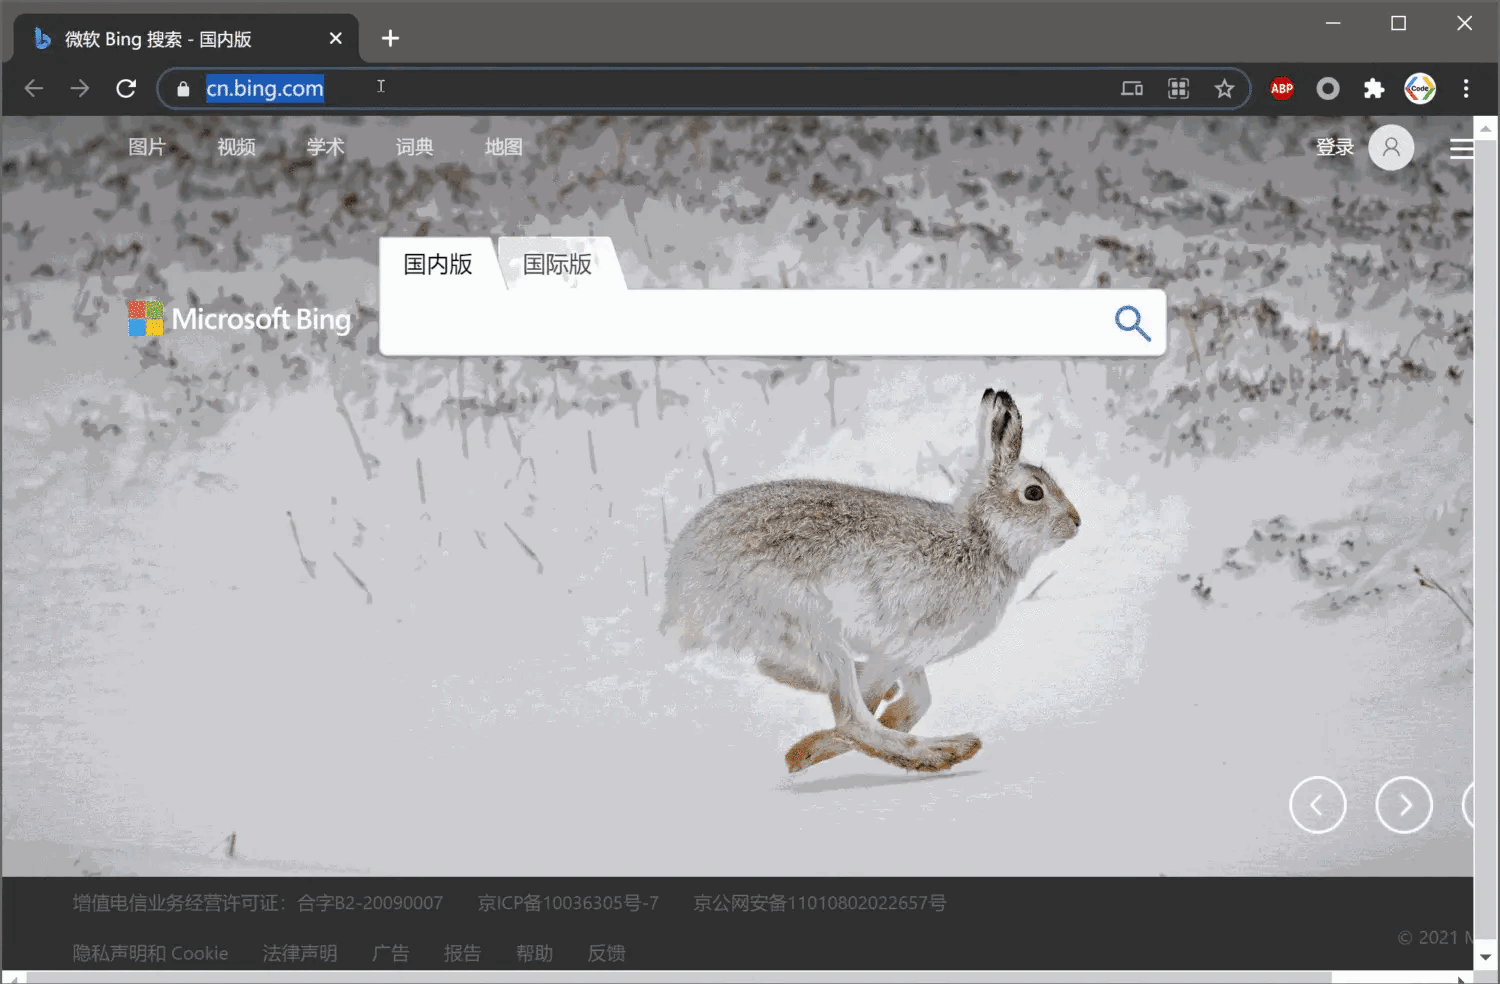 微软 Bing 搜索 - 国内版
cn.bing.com
ABP
Code
图片 视频 学术 词典 地图
登录
国内版 国际版
Microsoft Bing
增值电信业务经营许可证：合字B2-20090007 京ICP备10036305号-7 京公网安备11010802022657号
© 2021 M
隐私声明和 Cookie 法律声明 广告 报告 帮助 反馈